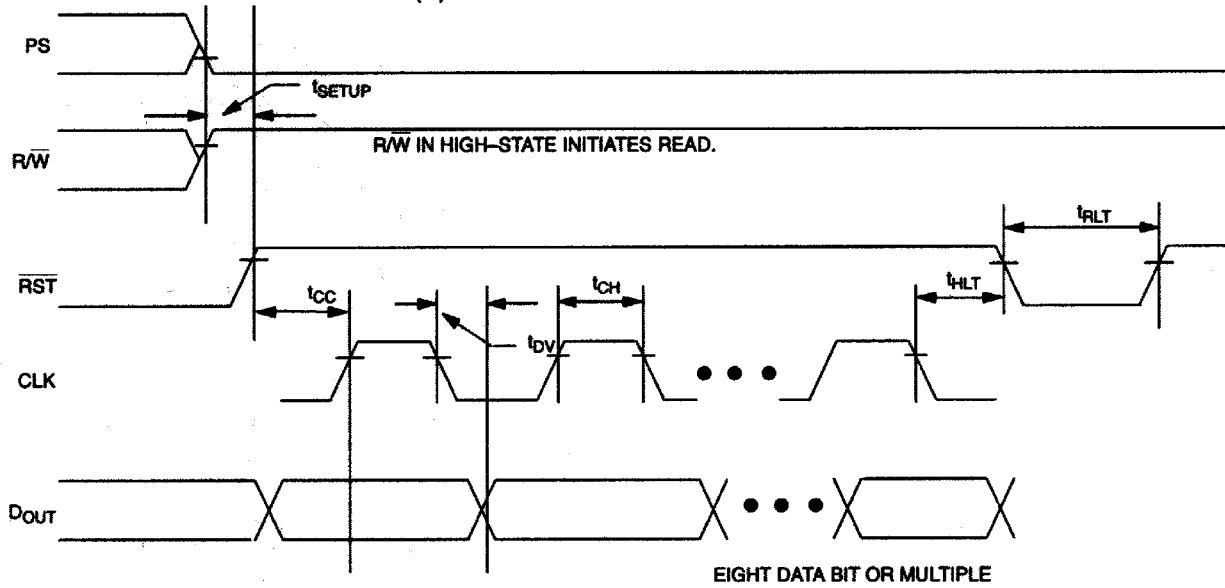 PS
tSETUP
R/W̅
R/W̅ IN HIGH–STATE INITIATES READ.
tRLT
R̅S̅T̅
tCC
tCH
tHLT
tDV
CLK
DOUT
EIGHT DATA BIT OR MULTIPLE